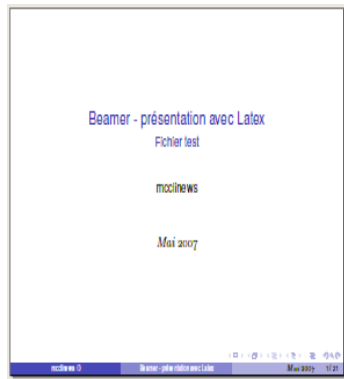 Beamer - présentation avec Latex
Fichier test
mcclinews
Mai 2007
mcclinews ()
Beamer - présentation avec Latex
Mai 2007
1/21